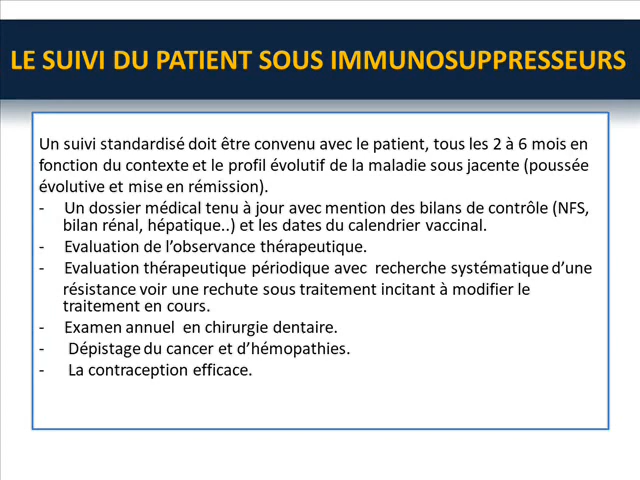 LE SUIVI DU PATIENT SOUS IMMUNOSUPPRESSEURS
Un suivi standardisé doit être convenu avec le patient, tous les 2 à 6 mois en
fonction du contexte et le profil évolutif de la maladie sous jacente (poussée
évolutive et mise en rémission).
- Un dossier médical tenu à jour avec mention des bilans de contrôle (NFS,
bilan rénal, hépatique..) et les dates du calendrier vaccinal.
- Evaluation de l’observance thérapeutique.
- Evaluation thérapeutique périodique avec recherche systématique d’une
résistance voir une rechute sous traitement incitant à modifier le
traitement en cours.
- Examen annuel en chirurgie dentaire.
- Dépistage du cancer et d’hémopathies.
- La contraception efficace.